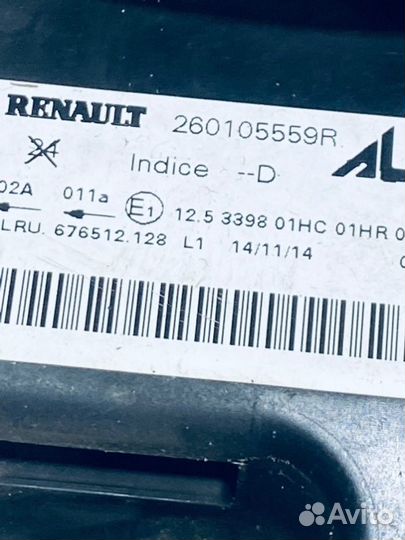 RENAULT 260105559R
24
Indice --D
02A 011a E1 12.5 3398 01HC 01HR
LRU. 676512.128 L1 14/11/14
Avito